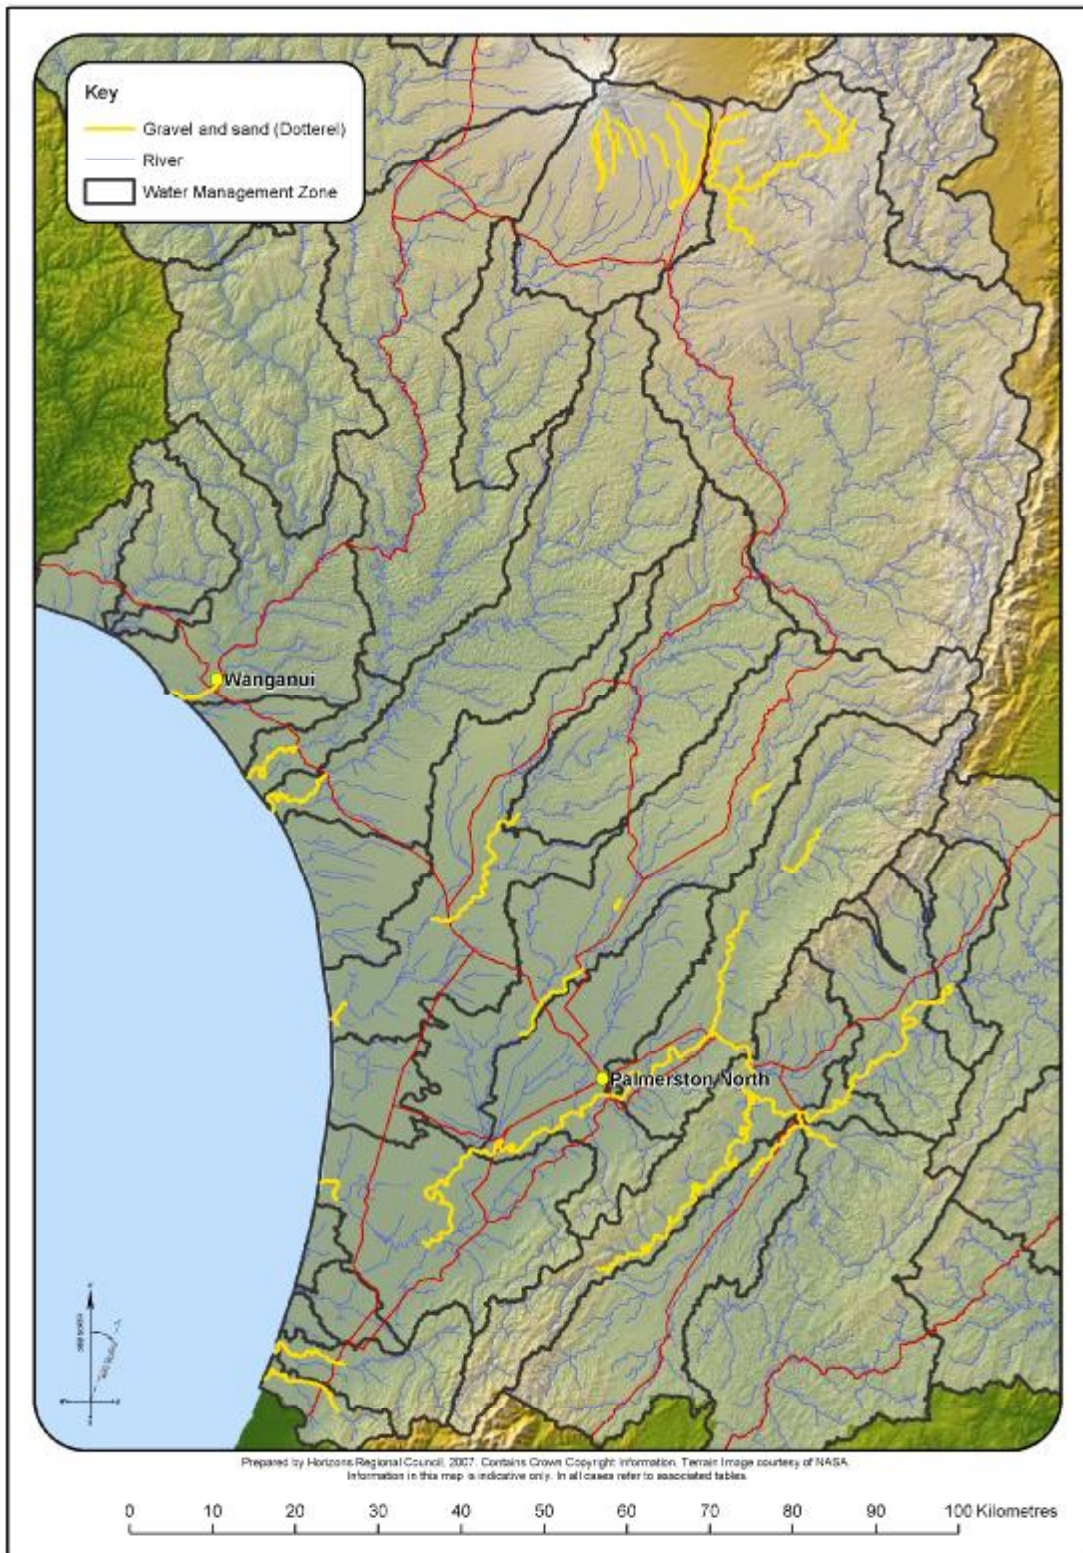 Key
Gravel and sand (Dotterel)
River
Water Management Zone
Wanganui
Palmerston North
Prepared by Horizons Regional Council, 2007. Contains Crown Copyright Information. Terrain Image courtesy of NASA.
Information in this map is indicative only. In all cases refer to associated tables.
0 10 20 30 40 50 60 70 80 90 100 Kilometres